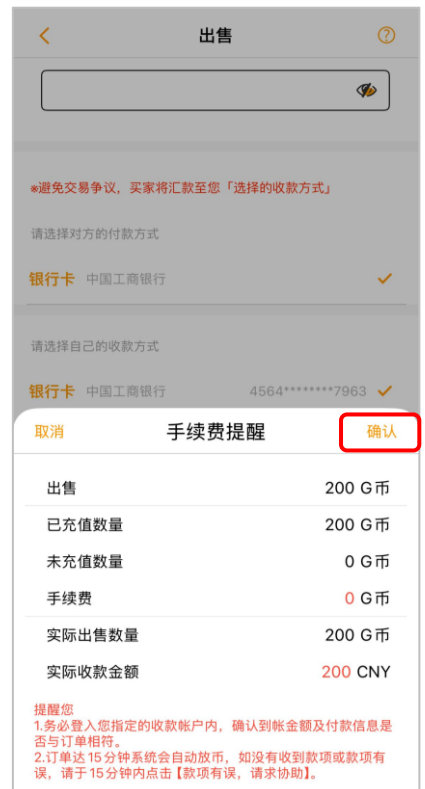 出售
※避免交易争议，买家将汇款至您「选择的收款方式」
请选择对方的付款方式
银行卡 中国工商银行
请选择自己的收款方式
银行卡 中国工商银行 4564********7963
取消 手续费提醒 确认
出售 200 G币
已充值数量 200 G币
未充值数量 0 G币
手续费 0 G币
实际出售数量 200 G币
实际收款金额 200 CNY
提醒您
1.务必登入您指定的收款帐户内，确认到帐金额及付款信息是
否与订单相符。
2.订单达15分钟系统会自动放币，如没有收到款项或款项有
误，请于15分钟内点击【款项有误，请求协助】。